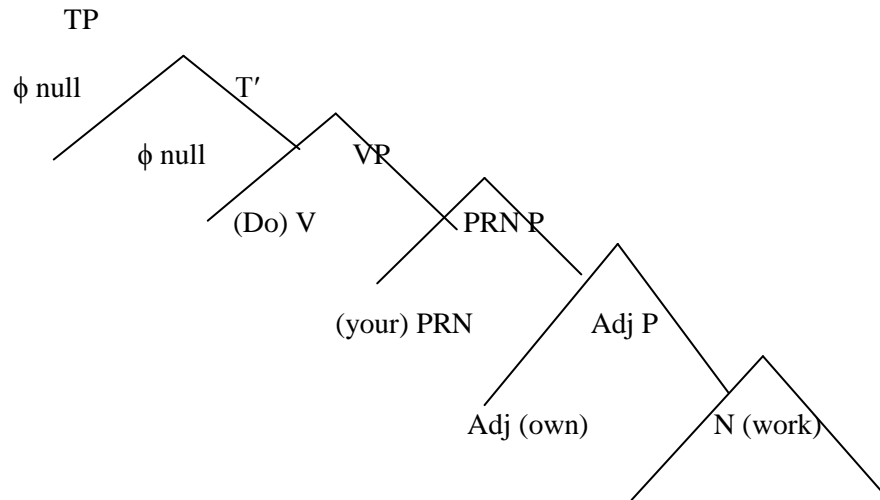 TP
ϕ null T′
ϕ null VP
(Do) V PRN P
(your) PRN Adj P
Adj (own) N (work)